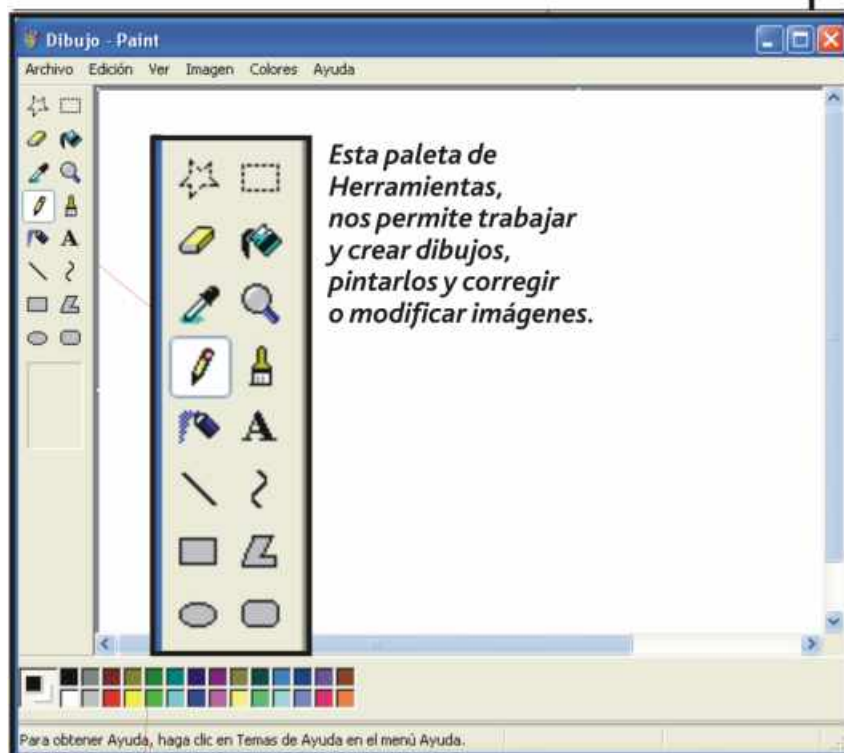 Dibujo - Paint
Archivo Edición Ver Imagen Colores Ayuda
Esta paleta de
Herramientas,
nos permite trabajar
y crear dibujos,
pintarlos y corregir
o modificar imágenes.
A
A
Para obtener Ayuda, haga clic en Temas de Ayuda en el menú Ayuda.